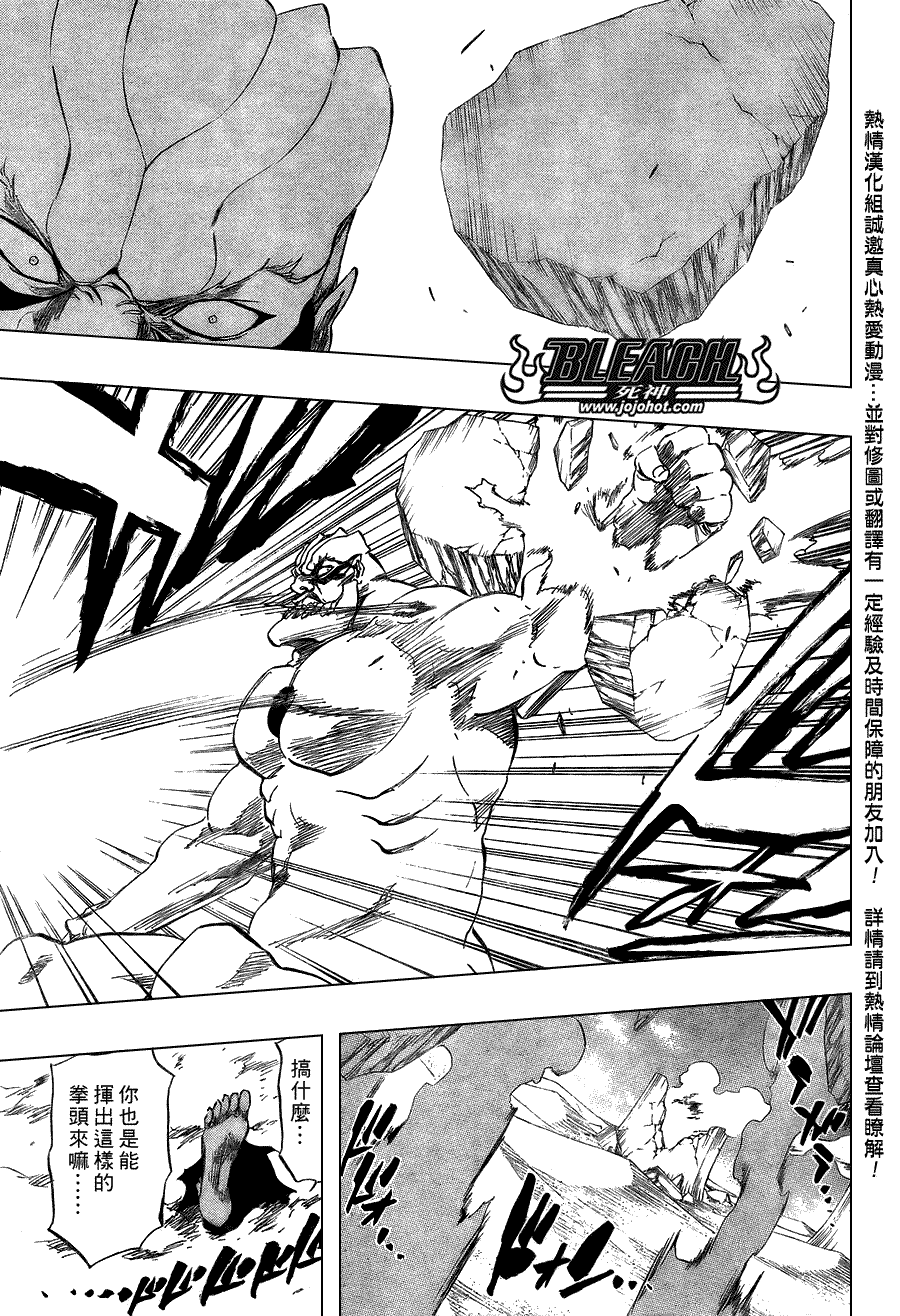 熱情漢化組誠邀真心熱愛動漫…並對修圖或翻譯有一定經驗及時間保障的朋友加入！ 詳情請到熱情論壇查看瞭解！
BLEACH
死神
www.jojohot.com
搞什麼…
你也是能
揮出這樣的
拳頭來嘛……